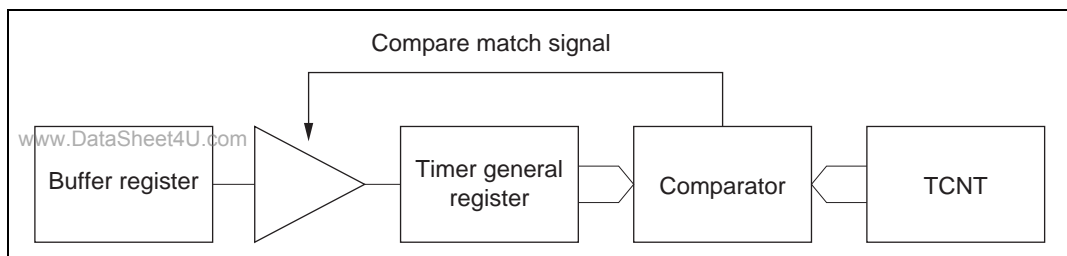 Compare match signal
www.DataSheet4U.com
Buffer register
Timer general
register
Comparator
TCNT